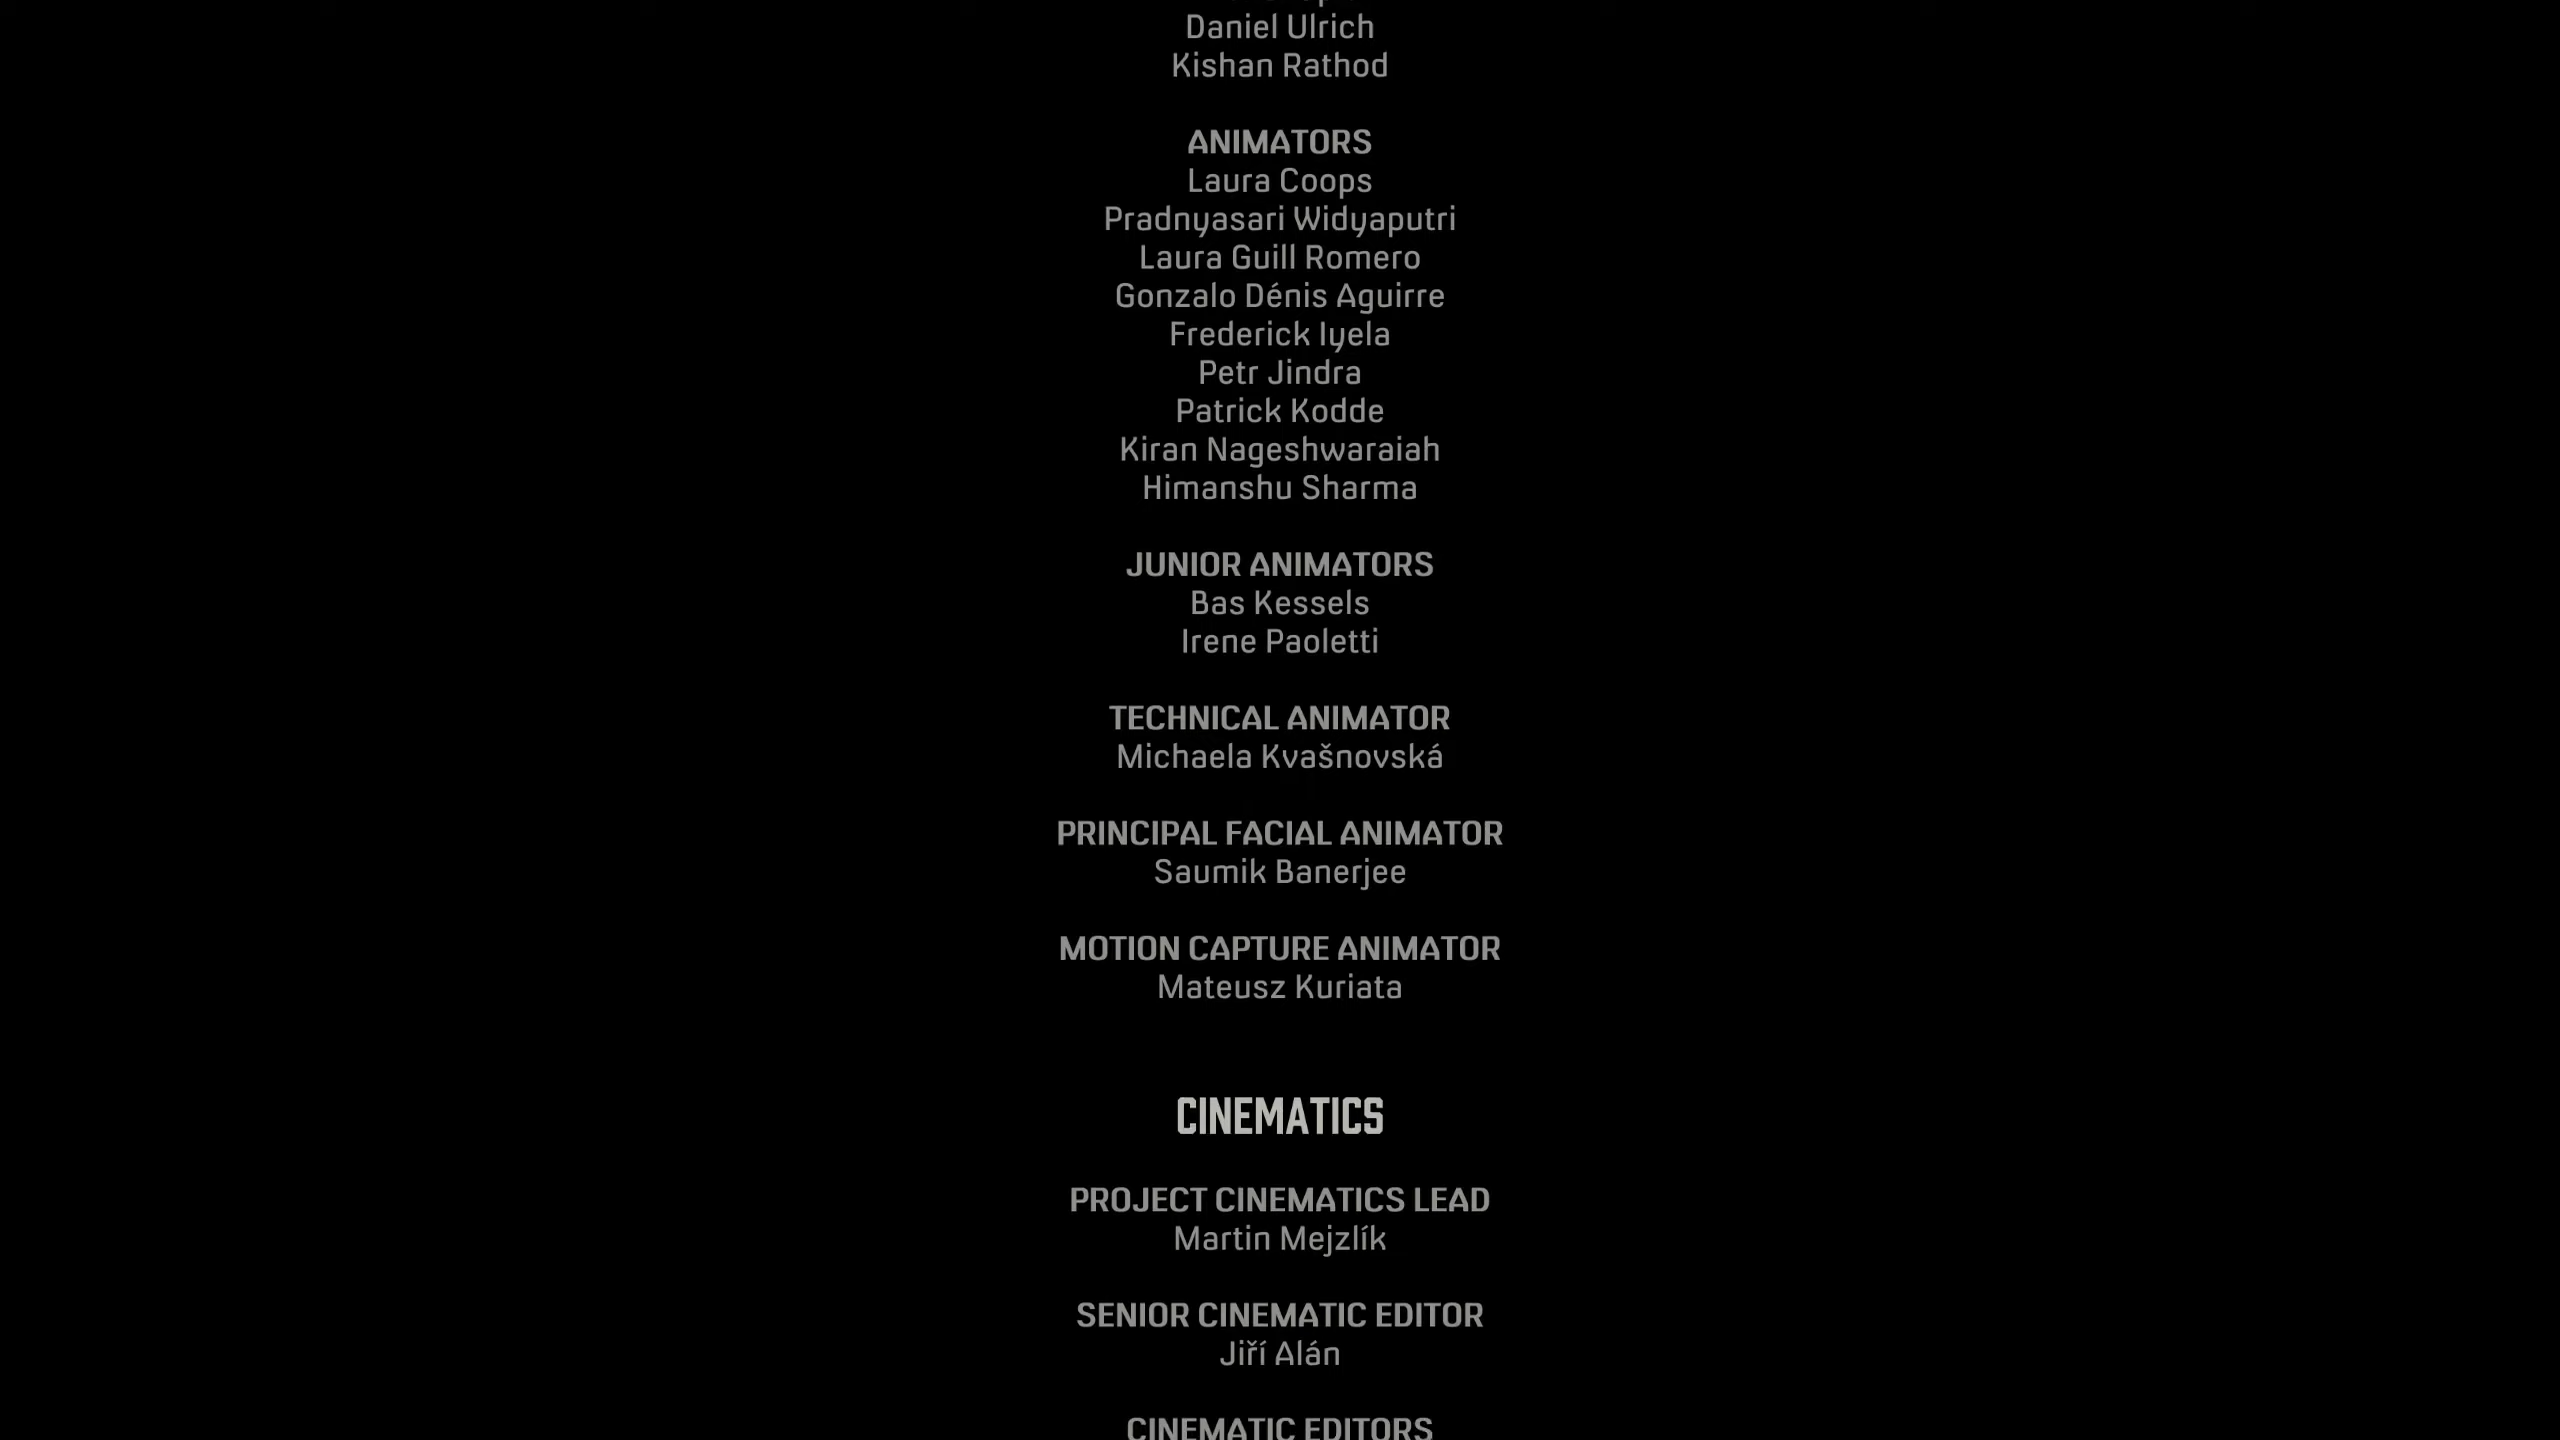 Daniel Ulrich
Kishan Rathod
ANIMATORS
Laura Coops
Pradnyasari Widyaputri
Laura Guill Romero
Gonzalo Dénis Aguirre
Frederick Iyela
Petr Jindra
Patrick Kodde
Kiran Nageshwaraiah
Himanshu Sharma
JUNIOR ANIMATORS
Bas Kessels
Irene Paoletti
TECHNICAL ANIMATOR
Michaela Kvašnovská
PRINCIPAL FACIAL ANIMATOR
Saumik Banerjee
MOTION CAPTURE ANIMATOR
Mateusz Kuriata
CINEMATICS
PROJECT CINEMATICS LEAD
Martin Mejzlík
SENIOR CINEMATIC EDITOR
Jiří Alán
CINEMATIC EDITORS